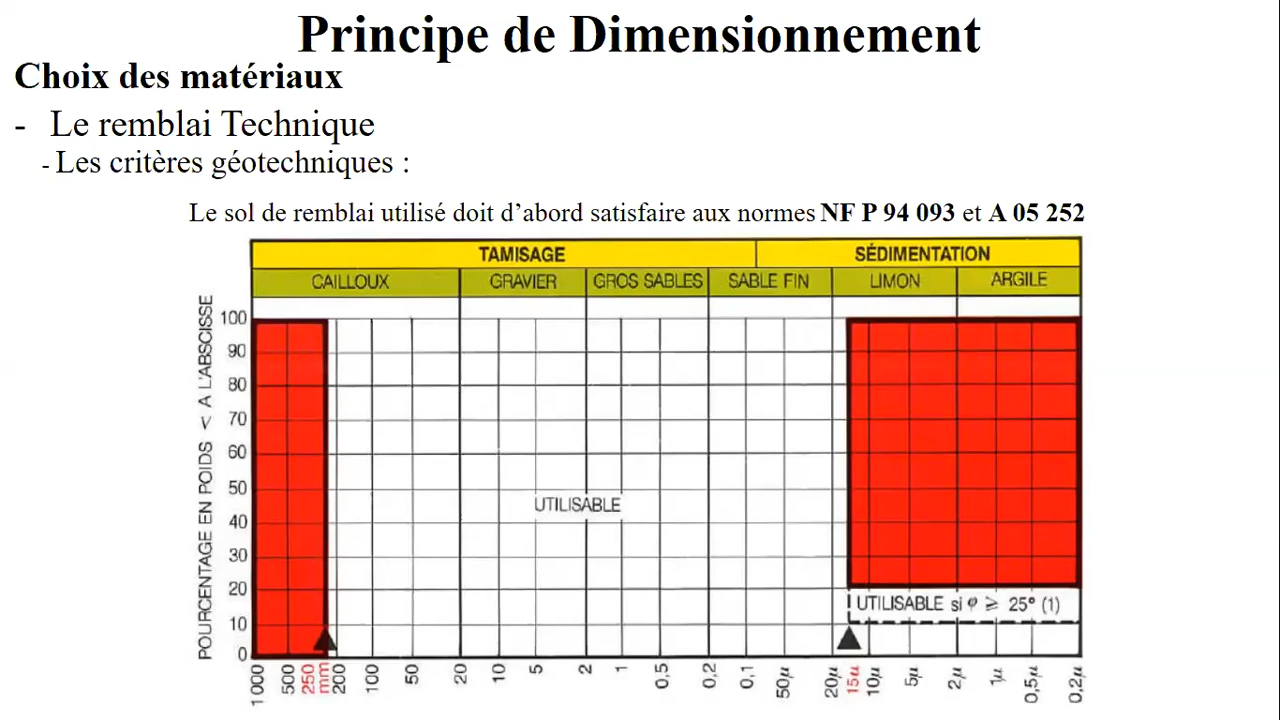 Principe de Dimensionnement
Choix des matériaux
- Le remblai Technique
- Les critères géotechniques :
Le sol de remblai utilisé doit d’abord satisfaire aux normes NF P 94 093 et A 05 252
TAMISAGE SÉDIMENTATION
CAILLOUX GRAVIER GROS SABLES SABLE FIN LIMON ARGILE
POURCENTAGE EN POIDS < A L'ABSCISSE
100
90
80
70
60
50
40
30
20
10
0
UTILISABLE
UTILISABLE si φ ≥ 25° (1)
1000 500 250 mm 200 100 50 20 10 5 2 1 0,5 0,2 0,1 50µ 20µ 15µ 10µ 5µ 2µ 1µ 0,5µ 0,2µ